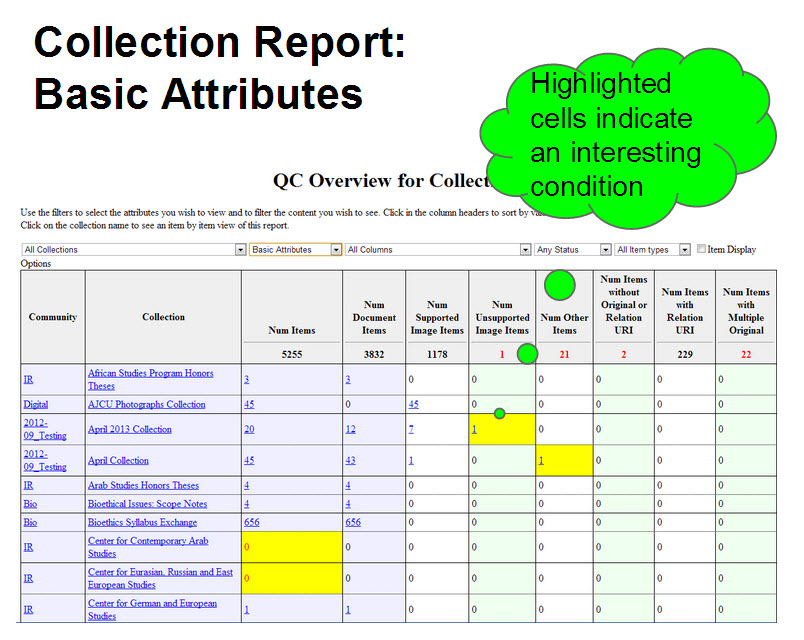 Collection Report:
Basic Attributes
Highlighted
cells indicate
an interesting
condition
QC Overview for Collect
Use the filters to select the attributes you wish to view and to filter the content you wish to see. Click in the column headers to sort by
Click on the collection name to see an item by item view of this report.
All Collections Basic Attributes All Columns Any Status All Item types Item Display
Options
Community Collection Num Items Num Document Items Num Supported Image Items Num Unsupported Image Items Num Other Items Num Items without Original or Relation URI Num Items with Relation URI Num Items with Multiple Original
5255 3832 1178 1 21 2 229 22
IR African Studies Program Honors Theses 3 3 0 0 0 0 0 0
Digital AJCU Photographs Collection 45 0 45 0 0 0 0 0
2012-09_Testing April 2013 Collection 20 12 7 1 0 0 0 0
2012-09_Testing April Collection 45 43 1 0 1 0 0 0
IR Arab Studies Honors Theses 4 4 0 0 0 0 0 0
Bio Bioethical Issues: Scope Notes 4 4 0 0 0 0 0 0
Bio Bioethics Syllabus Exchange 656 656 0 0 0 0 0 0
IR Center for Contemporary Arab Studies 0 0 0 0 0 0 0 0
IR Center for Eurasian, Russian and East European Studies 0 0 0 0 0 0 0 0
IR Center for German and European Studies 1 1 0 0 0 0 0 0